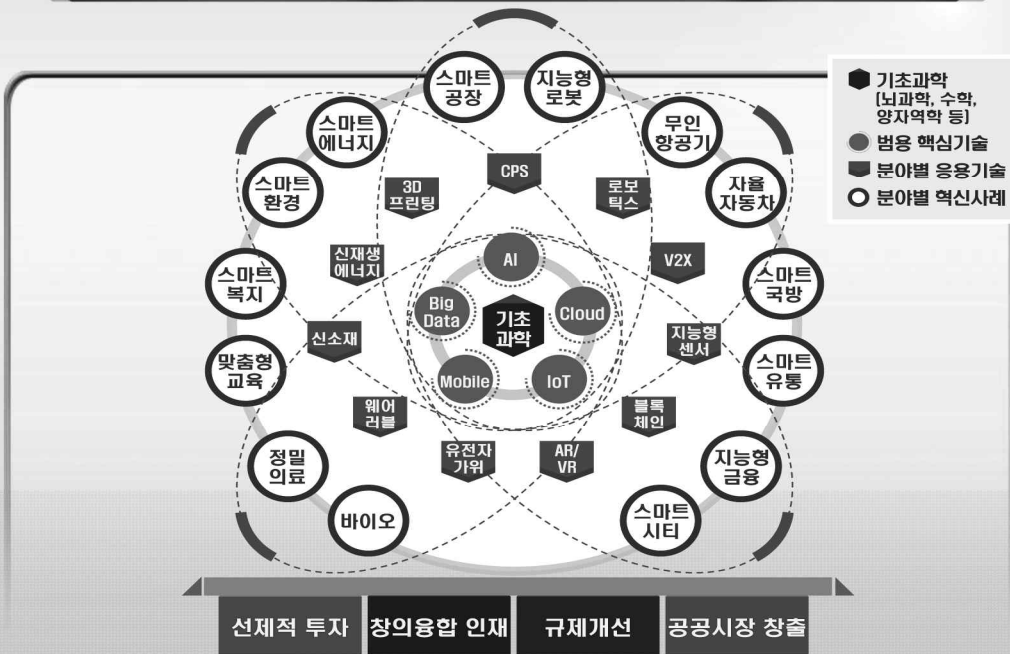 스마트
공장
지능형
로봇
스마트
에너지
무인
항공기
스마트
환경
자율
자동차
스마트
복지
스마트
국방
맞춤형
교육
스마트
유통
정밀
의료
지능형
금융
바이오
스마트
시티
CPS
3D
프린팅
로보
틱스
신재생
에너지
V2X
신소재
지능형
센서
웨어
러블
블록
체인
유전자
가위
AR/
VR
AI
Big
Data
Cloud
Mobile
IoT
기초
과학
기초과학
(뇌과학, 수학,
양자역학 등)
범용 핵심기술
분야별 응용기술
분야별 혁신사례
선제적 투자
창의융합 인재
규제개선
공공시장 창출